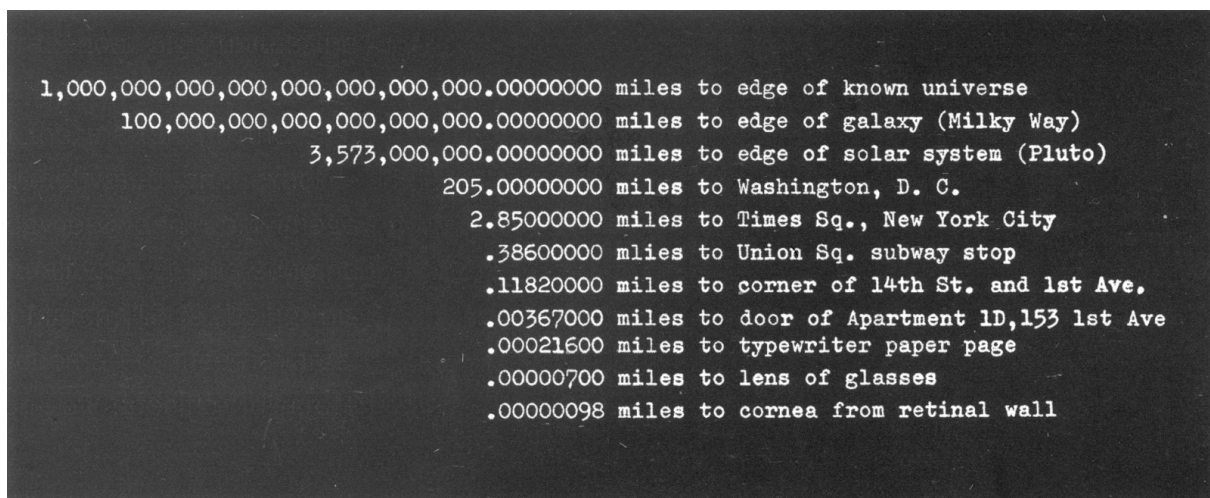 1,000,000,000,000,000,000,000,000.00000000 miles to edge of known universe
100,000,000,000,000,000,000.00000000 miles to edge of galaxy (Milky Way)
3,573,000,000.00000000 miles to edge of solar system (Pluto)
205.00000000 miles to Washington, D. C.
2.85000000 miles to Times Sq., New York City
.38600000 mlies to Union Sq. subway stop
.11820000 miles to corner of 14th St. and 1st Ave.
.00367000 miles to door of Apartment 1D,153 1st Ave
.00021600 miles to typewriter paper page
.00000700 miles to lens of glasses
.00000098 miles to cornea from retinal wall